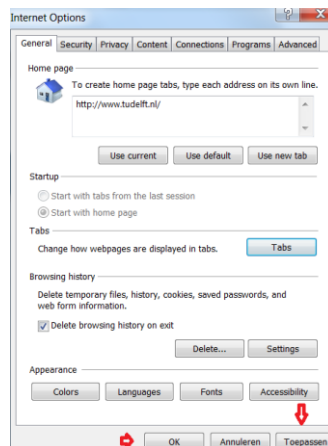 Internet Options
General Security Privacy Content Connections Programs Advanced
Home page
To create home page tabs, type each address on its own line.
http://www.tudelft.nl/
Use current Use default Use new tab
Startup
Start with tabs from the last session
Start with home page
Tabs
Change how webpages are displayed in tabs. Tabs
Browsing history
Delete temporary files, history, cookies, saved passwords, and
web form information.
Delete browsing history on exit
Delete... Settings
Appearance
Colors Languages Fonts Accessibility
OK Annuleren Toepassen